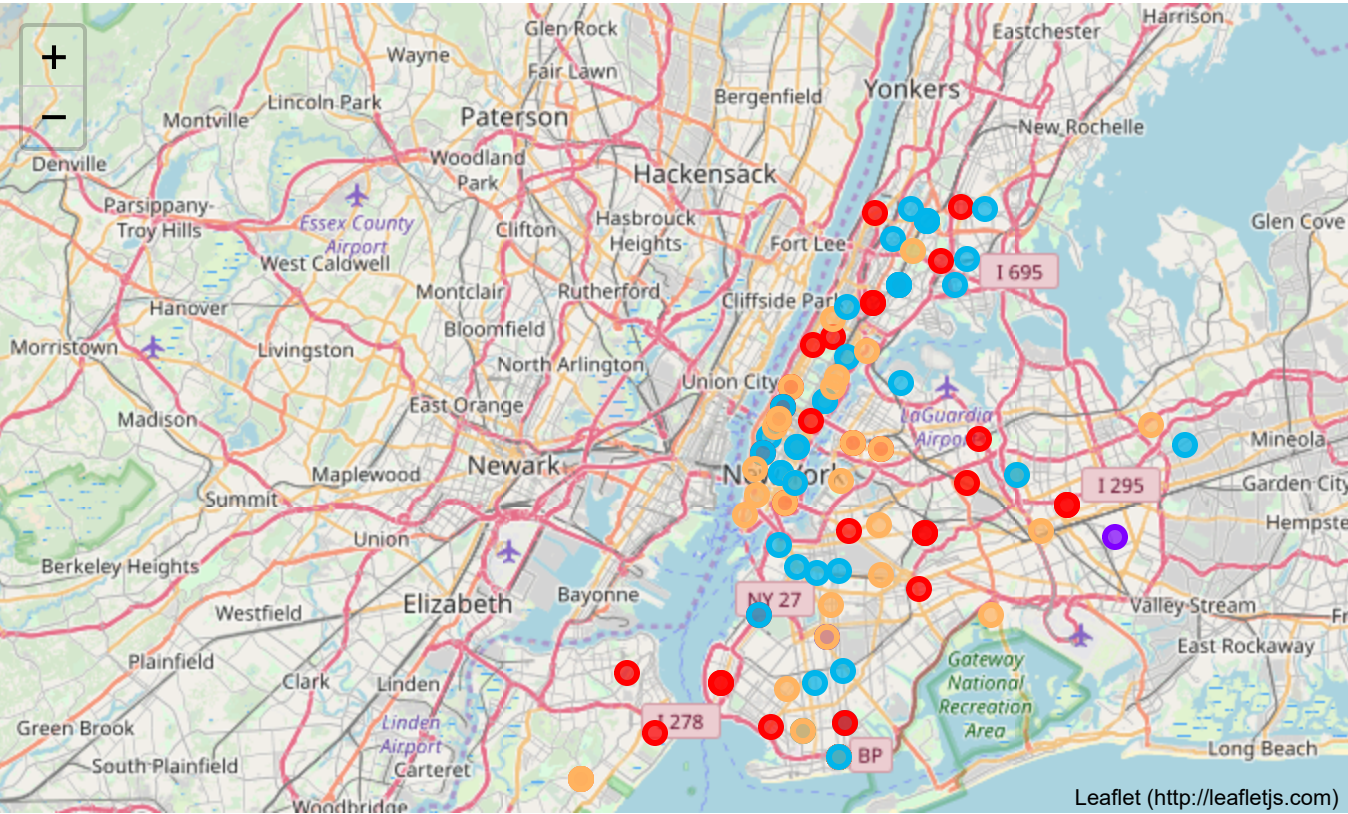 +
−
Glen Rock
Harrison
Eastchester
Wayne
Fair Lawn
Yonkers
Bergenfield
Lincoln Park
Paterson
Montville
New Rochelle
Denville
Woodland
Park
Hackensack
Parsippany-
Troy Hills
Essex County
Airport
Clifton
Hasbrouck
Heights
Fort Lee
Glen Cove
West Caldwell
I 695
Montclair
Rutherford
Cliffside Park
Hanover
Bloomfield
Morristown
Livingston
North Arlington
Union City
East Orange
LaGuardia
Airport
Madison
Mineola
Newark
Maplewood
New York
I 295
Garden City
Summit
Hempste
Union
Berkeley Heights
Bayonne
NY 27
Elizabeth
Westfield
Valley Stream
Fr
East Rockaway
Plainfield
Clark
Linden
Gateway
National
Recreation
Area
Green Brook
Linden
Airport
I 278
BP
Long Beach
South Plainfield
Carteret
Woodbridge
Leaflet (http://leafletjs.com)